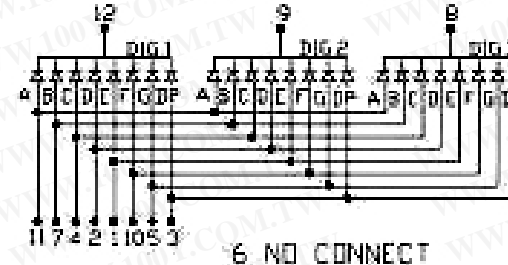 12 9 8
DIG.1 DIG.2 DIG.
A B C D E F G DP A B C D E F G DP A B C D E F G D
11 7 4 2 1 10 5 3
6 NO CONNECT